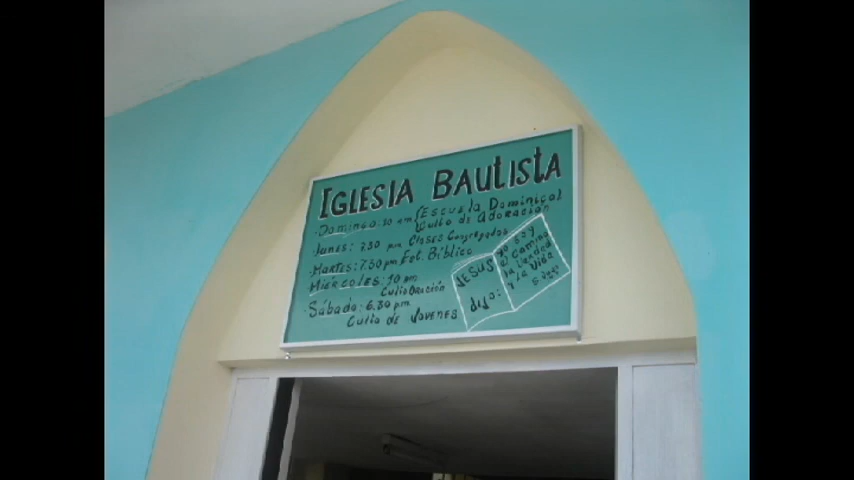 IGLESIA BAUTISTA
Domingo: 10 am { Escuela Dominical
Culto de Adoración
Lunes: 7.30 pm Clases
Martes: 7.30 pm Est. Bíblico
Miércoles: 10 am
Culto Oración
Sábado: 6.30 pm
Culto de Jovenes
JESUS
dijo:
yo soy
el Camino
la Verdad
y La Vida